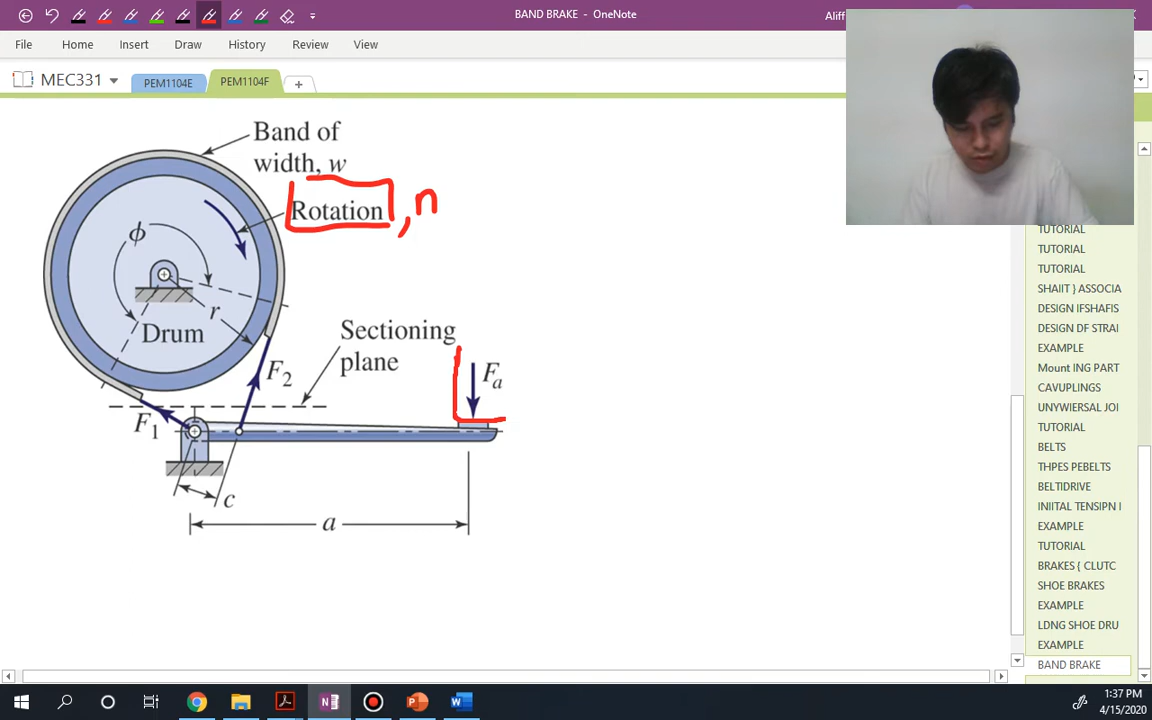 BAND BRAKE - OneNote
Aliff
File Home Insert Draw History Review View
MEC331
PEM1104E
PEM1104F
Band of
width, w
Rotation , n
ϕ
r
Drum
Sectioning
plane
F2
Fa
F1
c
a
TUTORIAL
TUTORIAL
TUTORIAL
SHAIIT } ASSOCIA
DESIGN IFSHAFIS
DESIGN DF STRAI
EXAMPLE
Mount ING PART
CAVUPLINGS
UNYWIERSAL JOI
TUTORIAL
BELTS
THPES PEBELTS
BELTIDRIVE
INIITAL TENSIPN I
EXAMPLE
TUTORIAL
BRAKES { CLUTC
SHOE BRAKES
EXAMPLE
LDNG SHOE DRU
EXAMPLE
BAND BRAKE
1:37 PM
4/15/2020